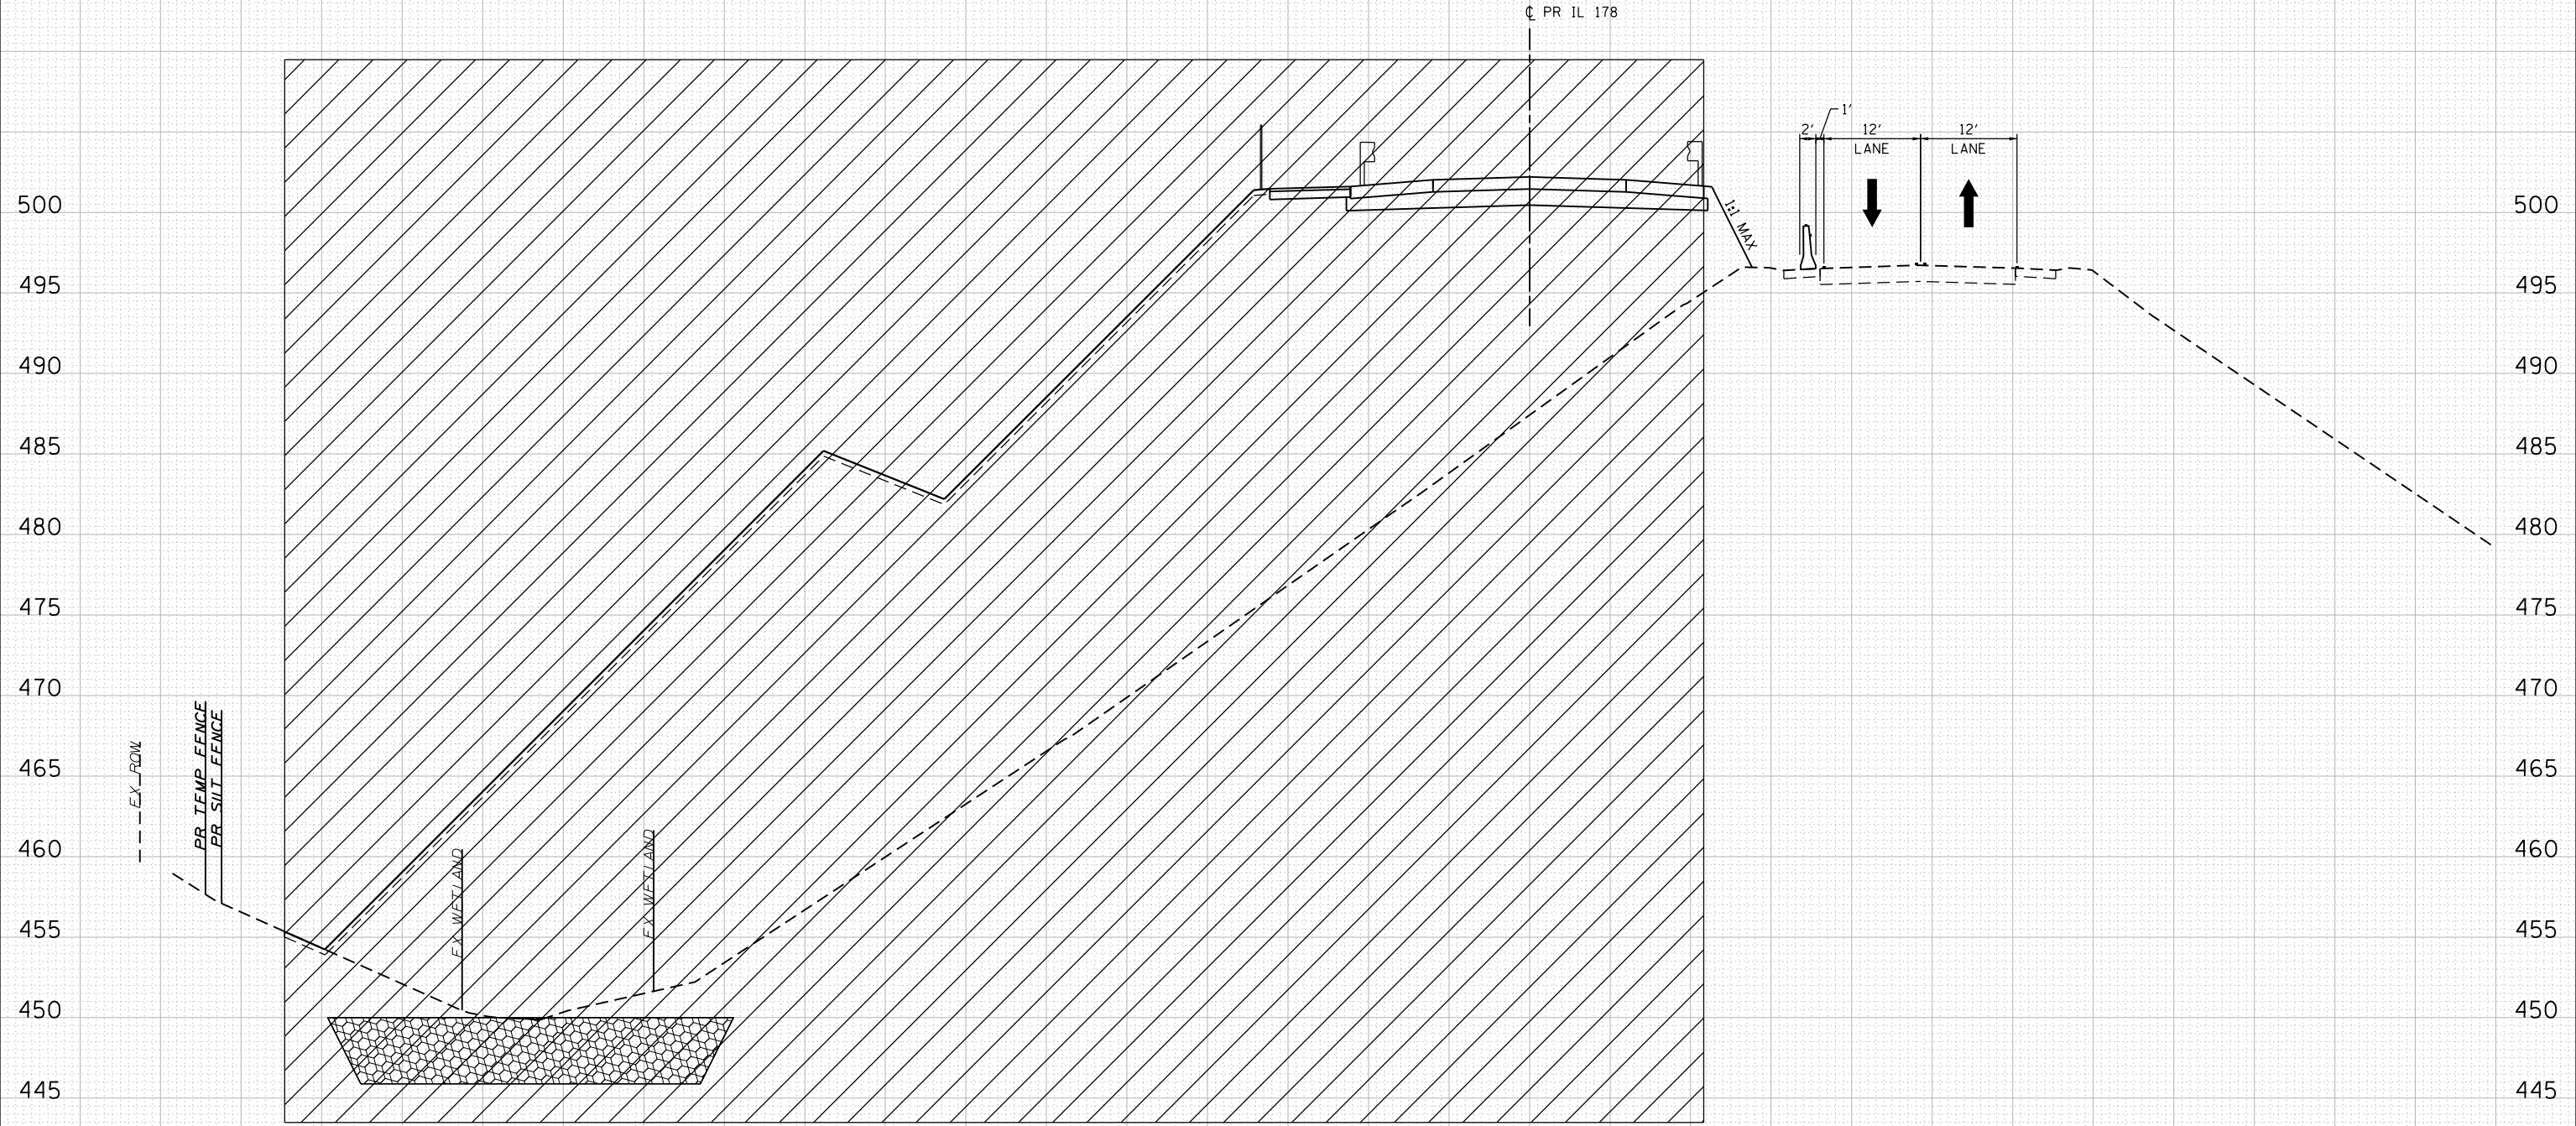 ℄ PR IL 178
1'
2' 12' 12'
LANE LANE
1:1 MAX
500 500
495 495
490 490
485 485
480 480
475 475
470 470
465 465
460 460
455 455
450 450
445 445
EX ROW
PR TEMP FENCE
PR SILT FENCE
EX WETLAND
EX WETLAND